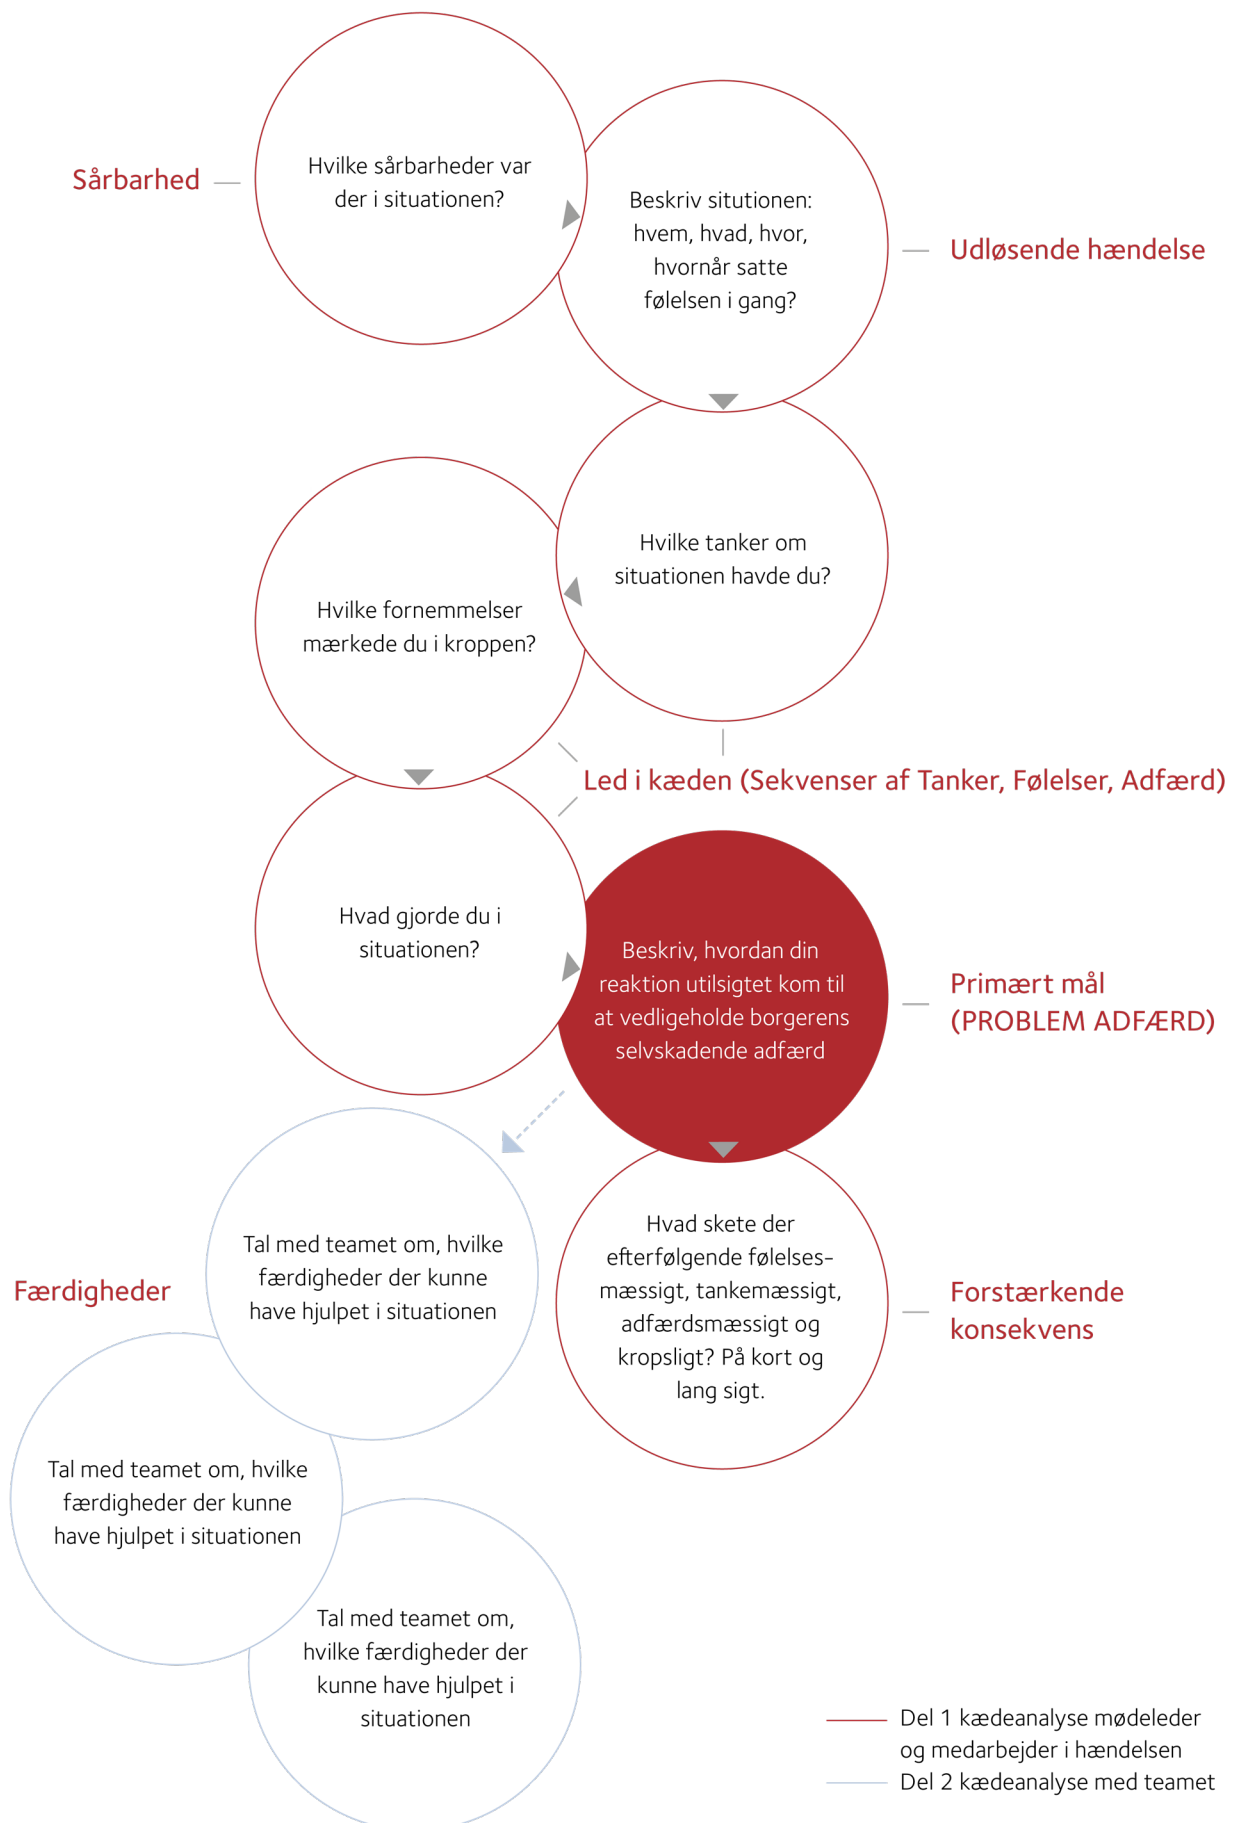 Sårbarhed
Hvilke sårbarheder var
der i situationen?
Beskriv situtionen:
hvem, hvad, hvor,
hvornår satte
følelsen i gang?
Udløsende hændelse
Hvilke tanker om
situationen havde du?
Hvilke fornemmelser
mærkede du i kroppen?
Led i kæden (Sekvenser af Tanker, Følelser, Adfærd)
Hvad gjorde du i
situationen?
Beskriv, hvordan din
reaktion utilsigtet kom til
at vedligeholde borgerens
selvskadende adfærd
Primært mål
(PROBLEM ADFÆRD)
Hvad skete der
efterfølgende følelses-
mæssigt, tankemæssigt,
adfærdsmæssigt og
kropsligt? På kort og
lang sigt.
Forstærkende
konsekvens
Færdigheder
Tal med teamet om, hvilke
færdigheder der kunne
have hjulpet i situationen
Tal med teamet om, hvilke
færdigheder der kunne
have hjulpet i situationen
Tal med teamet om,
hvilke færdigheder der
kunne have hjulpet i
situationen
Del 1 kædeanalyse mødeleder
og medarbejder i hændelsen
Del 2 kædeanalyse med teamet